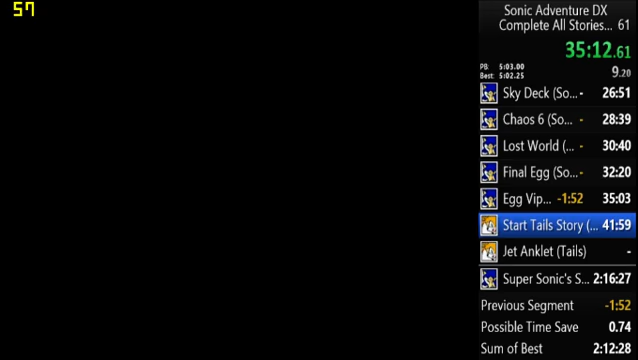 57
Sonic Adventure DX
Complete All Stories... 61
35:12.61
PB: 5:03.00
Best: 5:02.25
9.20
Sky Deck (So... - 26:51
Chaos 6 (So... - 28:39
Lost World (... - 30:40
Final Egg (So... - 32:20
Egg Vip... -1:52 35:03
Start Tails Story (... 41:59
Jet Anklet (Tails) -
Super Sonic's S... 2:16:27
Previous Segment -1:52
Possible Time Save 0.74
Sum of Best 2:12:28